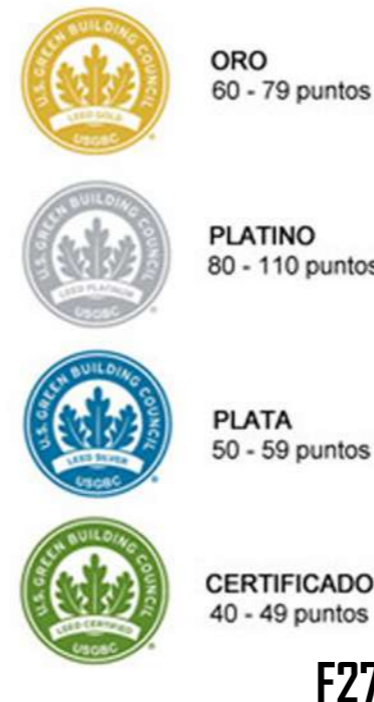 U.S. GREEN BUILDING COUNCIL
LEED GOLD
USGBC
®
ORO
60 - 79 puntos
U.S. GREEN BUILDING COUNCIL
LEED PLATINUM
USGBC
®
PLATINO
80 - 110 puntos
U.S. GREEN BUILDING COUNCIL
LEED SILVER
USGBC
®
PLATA
50 - 59 puntos
U.S. GREEN BUILDING COUNCIL
LEED CERTIFIED
USGBC
®
CERTIFICADO
40 - 49 puntos
F27